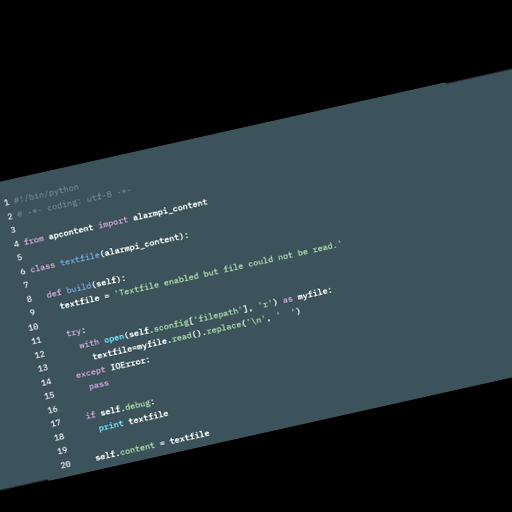 1 #!/bin/python
2 # -*- coding: utf-8 -*-
3
4 from apcontent import alarmpi_content
5
6 class textfile(alarmpi_content):
7
8 def build(self):
9 textfile = 'Textfile enabled but file could not be read.'
10
11 try:
12 with open(self.sconfig['filepath'], 'r') as myfile:
13 textfile=myfile.read().replace('\n', '  ')
14 except IOError:
15 pass
16
17 if self.debug:
18 print textfile
19
20 self.content = textfile